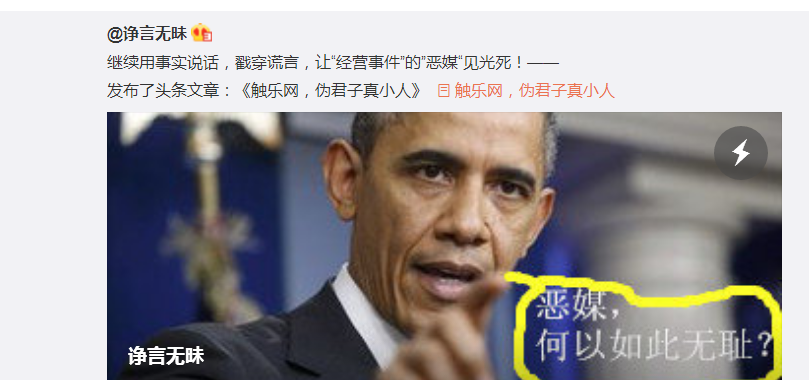 @诤言无昧
继续用事实说话，戳穿谎言，让“经营事件”的”恶媒“见光死！——
发布了头条文章：《触乐网，伪君子真小人》 触乐网，伪君子真小人
恶媒，
何以如此无耻？
诤言无昧